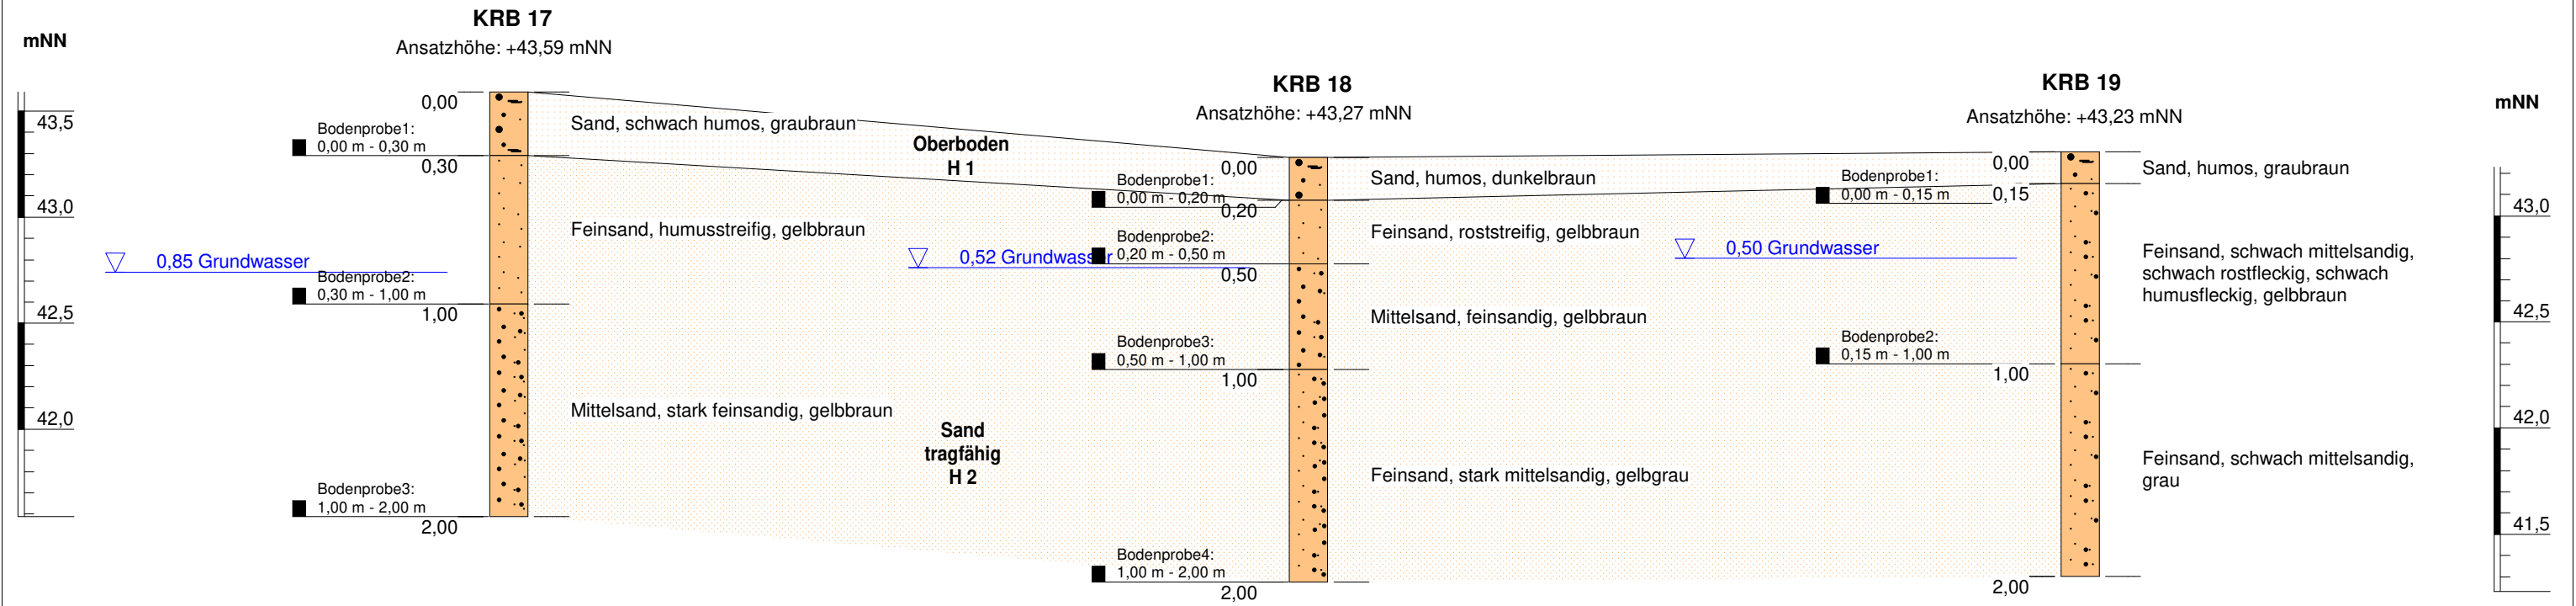 mNN
KRB 17
Ansatzhöhe: +43,59 mNN
43,5
43,0
42,5
42,0
0,00
Bodenprobe1:
0,00 m - 0,30 m
0,30
0,85 Grundwasser
Bodenprobe2:
0,30 m - 1,00 m
1,00
Bodenprobe3:
1,00 m - 2,00 m
2,00
Sand, schwach humos, graubraun
Feinsand, humusstreifig, gelbbraun
Mittelsand, stark feinsandig, gelbbraun
Oberboden
H 1
Sand
tragfähig
H 2
KRB 18
Ansatzhöhe: +43,27 mNN
0,00
Bodenprobe1:
0,00 m - 0,20 m
0,20
Bodenprobe2:
0,20 m - 0,50 m
0,52 Grundwasser
0,50
Bodenprobe3:
0,50 m - 1,00 m
1,00
Bodenprobe4:
1,00 m - 2,00 m
2,00
Sand, humos, dunkelbraun
Feinsand, roststreifig, gelbbraun
Mittelsand, feinsandig, gelbbraun
Feinsand, stark mittelsandig, gelbgrau
KRB 19
Ansatzhöhe: +43,23 mNN
0,00
Bodenprobe1:
0,00 m - 0,15 m
0,15
0,50 Grundwasser
Bodenprobe2:
0,15 m - 1,00 m
1,00
2,00
Sand, humos, graubraun
Feinsand, schwach mittelsandig,
schwach rostfleckig, schwach
humusfleckig, gelbbraun
Feinsand, schwach mittelsandig,
grau
mNN
43,0
42,5
42,0
41,5